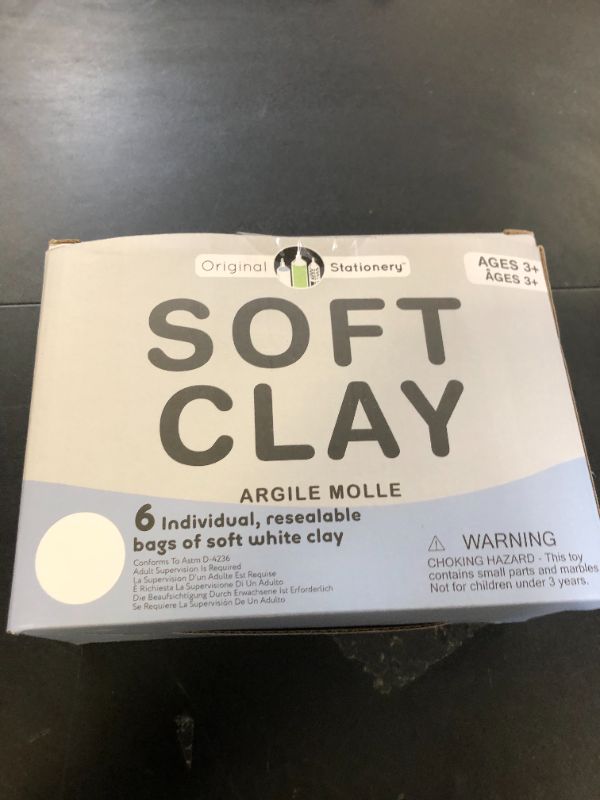 Original Stationery™
AGES 3+
ÂGES 3+
SOFT
CLAY
ARGILE MOLLE
6 Individual, resealable
bags of soft white clay
Conforms To Astm D-4236
Adult Supervision Is Required
La Supervision D'un Adulte Est Requise
È Richiesta La Supervisione Di Un Adulto
Die Beaufsichtigung Durch Erwachsene Ist Erforderlich
Se Requiere La Supervisión De Un Adulto
WARNING
CHOKING HAZARD - This toy
contains small parts and marbles
Not for children under 3 years.